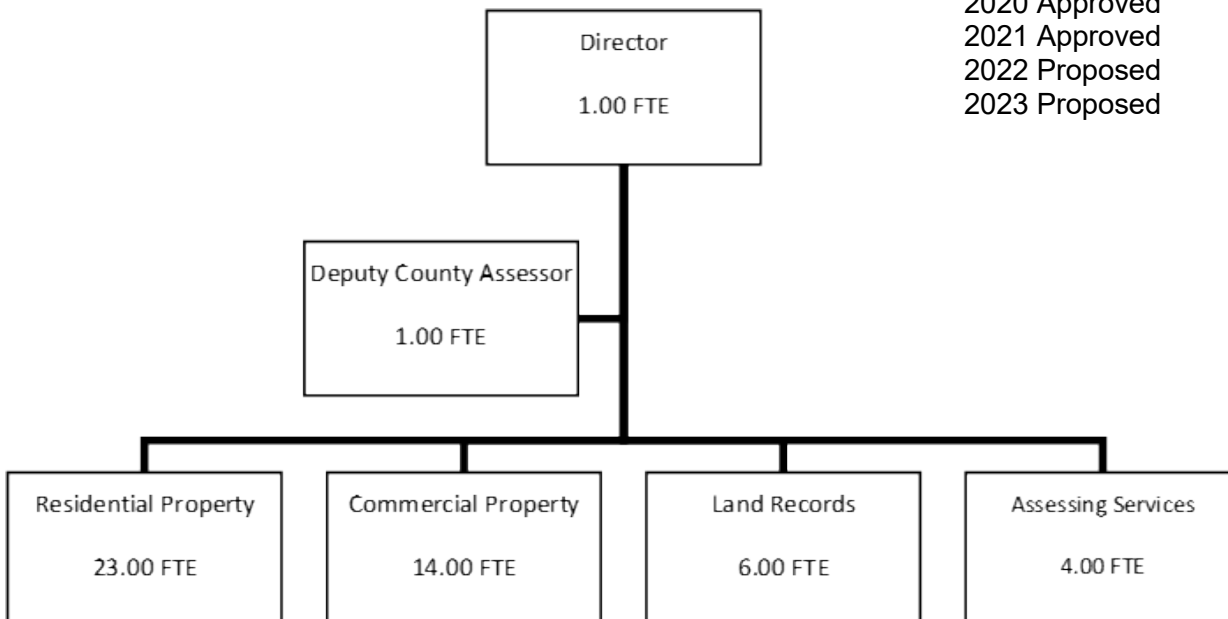 2020 Approved
2021 Approved
2022 Proposed
2023 Proposed
Director
1.00 FTE
Deputy County Assessor
1.00 FTE
Residential Property
23.00 FTE
Commercial Property
14.00 FTE
Land Records
6.00 FTE
Assessing Services
4.00 FTE